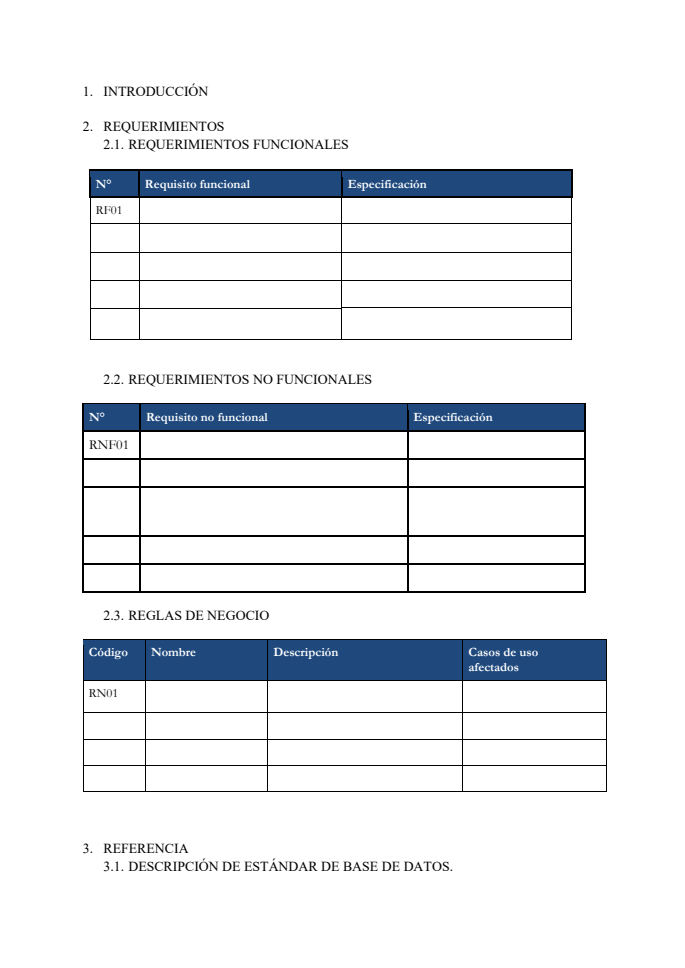 1. INTRODUCCIÓN
2. REQUERIMIENTOS
2.1. REQUERIMIENTOS FUNCIONALES
N° Requisito funcional Especificación
RF01
2.2. REQUERIMIENTOS NO FUNCIONALES
N° Requisito no funcional Especificación
RNF01
2.3. REGLAS DE NEGOCIO
Código Nombre Descripción Casos de uso
afectados
RN01
3. REFERENCIA
3.1. DESCRIPCIÓN DE ESTÁNDAR DE BASE DE DATOS.